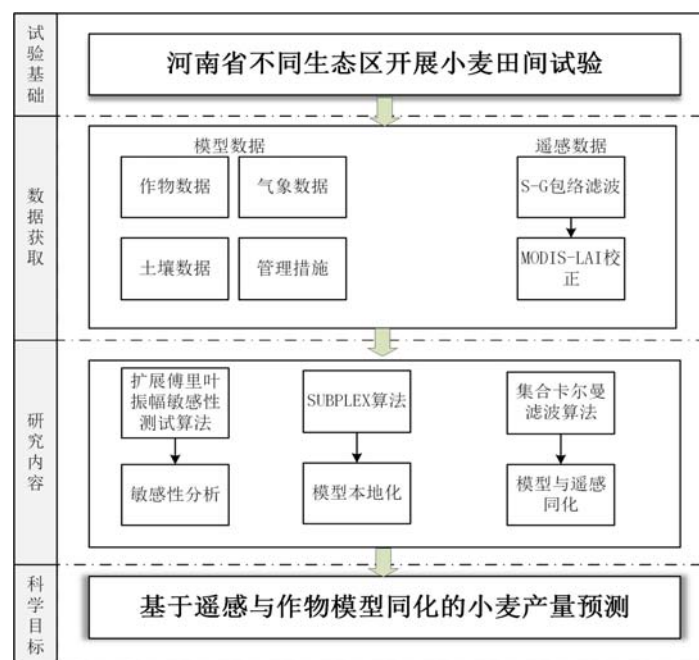 试验基础
河南省不同生态区开展小麦田间试验
数据获取
模型数据
遥感数据
作物数据
气象数据
S-G包络滤波
土壤数据
管理措施
MODIS-LAI校
正
研究内容
扩展傅里叶
振幅敏感性
测试算法
SUBPLEX算法
集合卡尔曼
滤波算法
敏感性分析
模型本地化
模型与遥感
同化
科学目标
基于遥感与作物模型同化的小麦产量预测